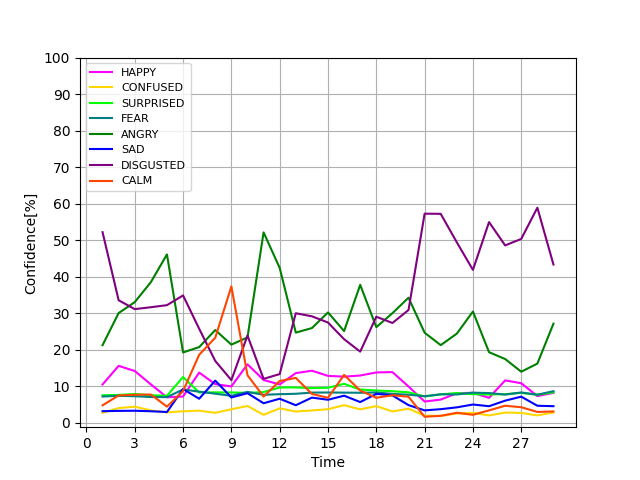 100
90
80
70
60
50
40
30
20
10
0
Confidence[%]
HAPPY
CONFUSED
SURPRISED
FEAR
ANGRY
SAD
DISGUSTED
CALM
0 3 6 9 12 15 18 21 24 27
Time